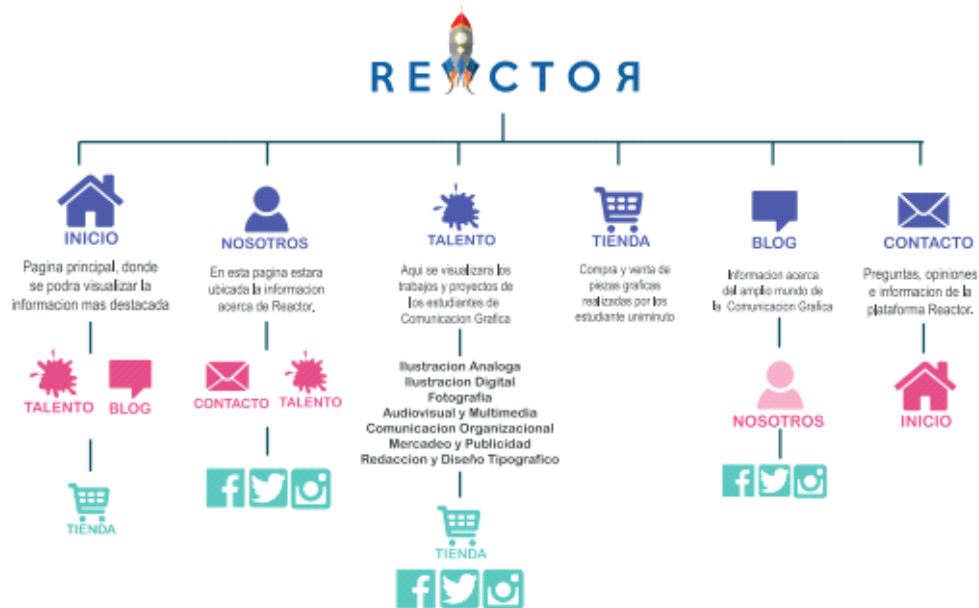 REACTOR
INICIO
Pagina principal, donde
se podra visualizar la
informacion mas destacada
TALENTO
BLOG
TIENDA
NOSOTROS
En esta pagina estara
ubicada la informacion
acerca de Reactor,
CONTACTO
TALENTO
TALENTO
Aqui se visualizara los
trabajos y proyectos de
los estudiantes de
Comunicacion Grafica
Ilustracion Analoga
Ilustracion Digital
Fotografia
Audiovisual y Multimedia
Comunicacion Organizacional
Mercadeo y Publicidad
Redaccion y Diseño Tipografico
TIENDA
TIENDA
Compra y venta de
piezas graficas
realizadas por los
estudiante uniminuto
BLOG
Informacion acerca
del amplio mundo de
la Comunicacion Grafica
NOSOTROS
CONTACTO
Preguntas, opiniones
e informacion de la
plataforma Reactor.
INICIO